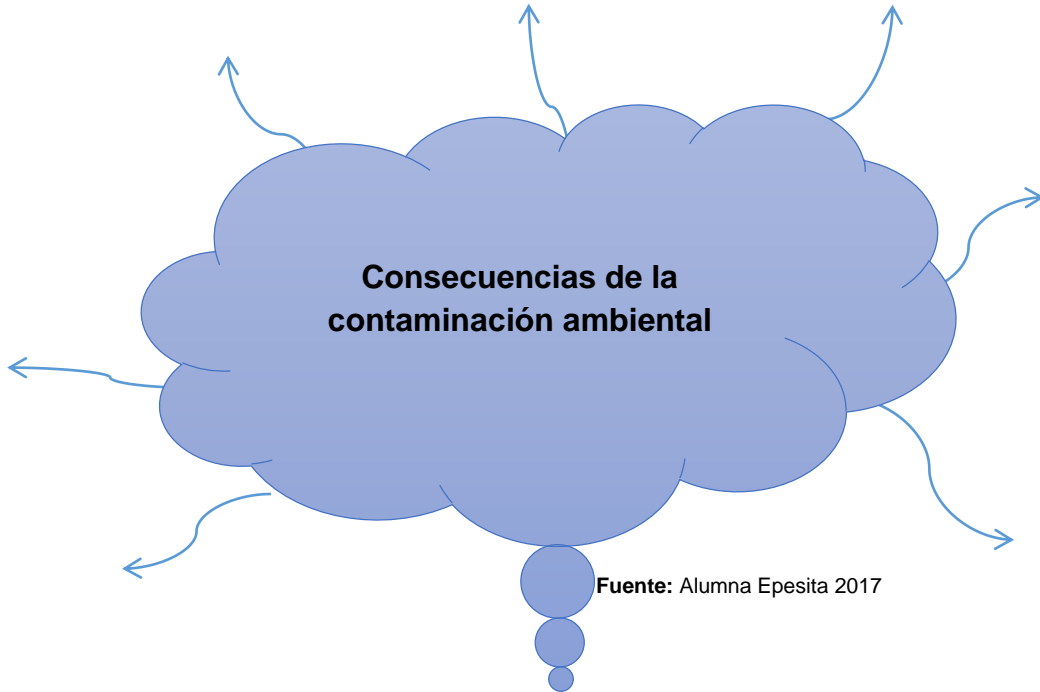 Consecuencias de la
contaminación ambiental
Fuente: Alumna Epesita 2017